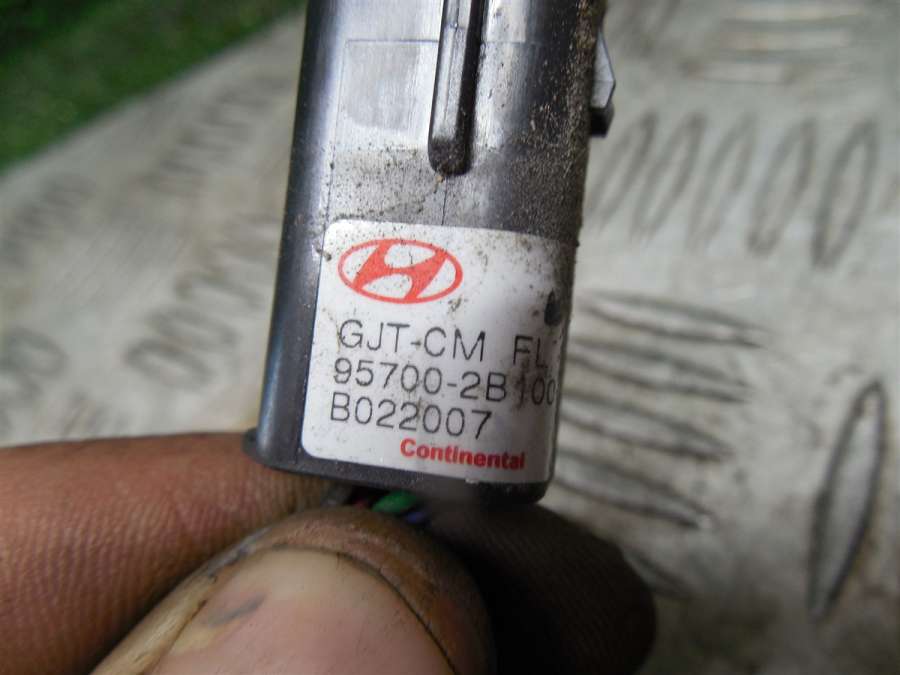 GJT-CM FL
95700-2B100
B022007
Continental